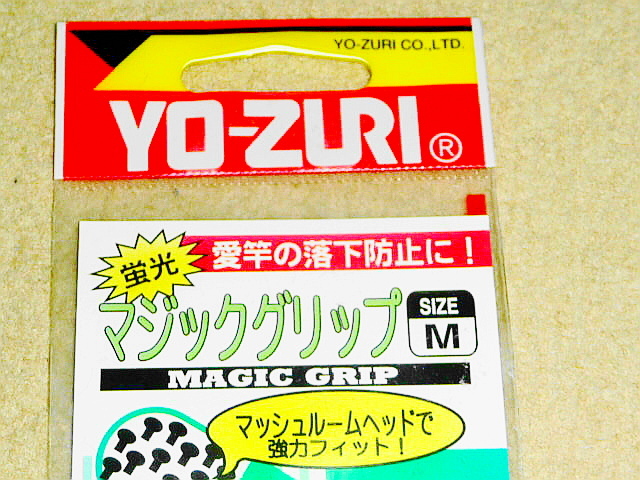 YO-ZURI CO.,LTD.
YO-ZURI®
蛍光
愛竿の落下防止に!
マジックグリップ
SIZE
M
MAGIC GRIP
マッシュルームヘッドで
強力フィット!